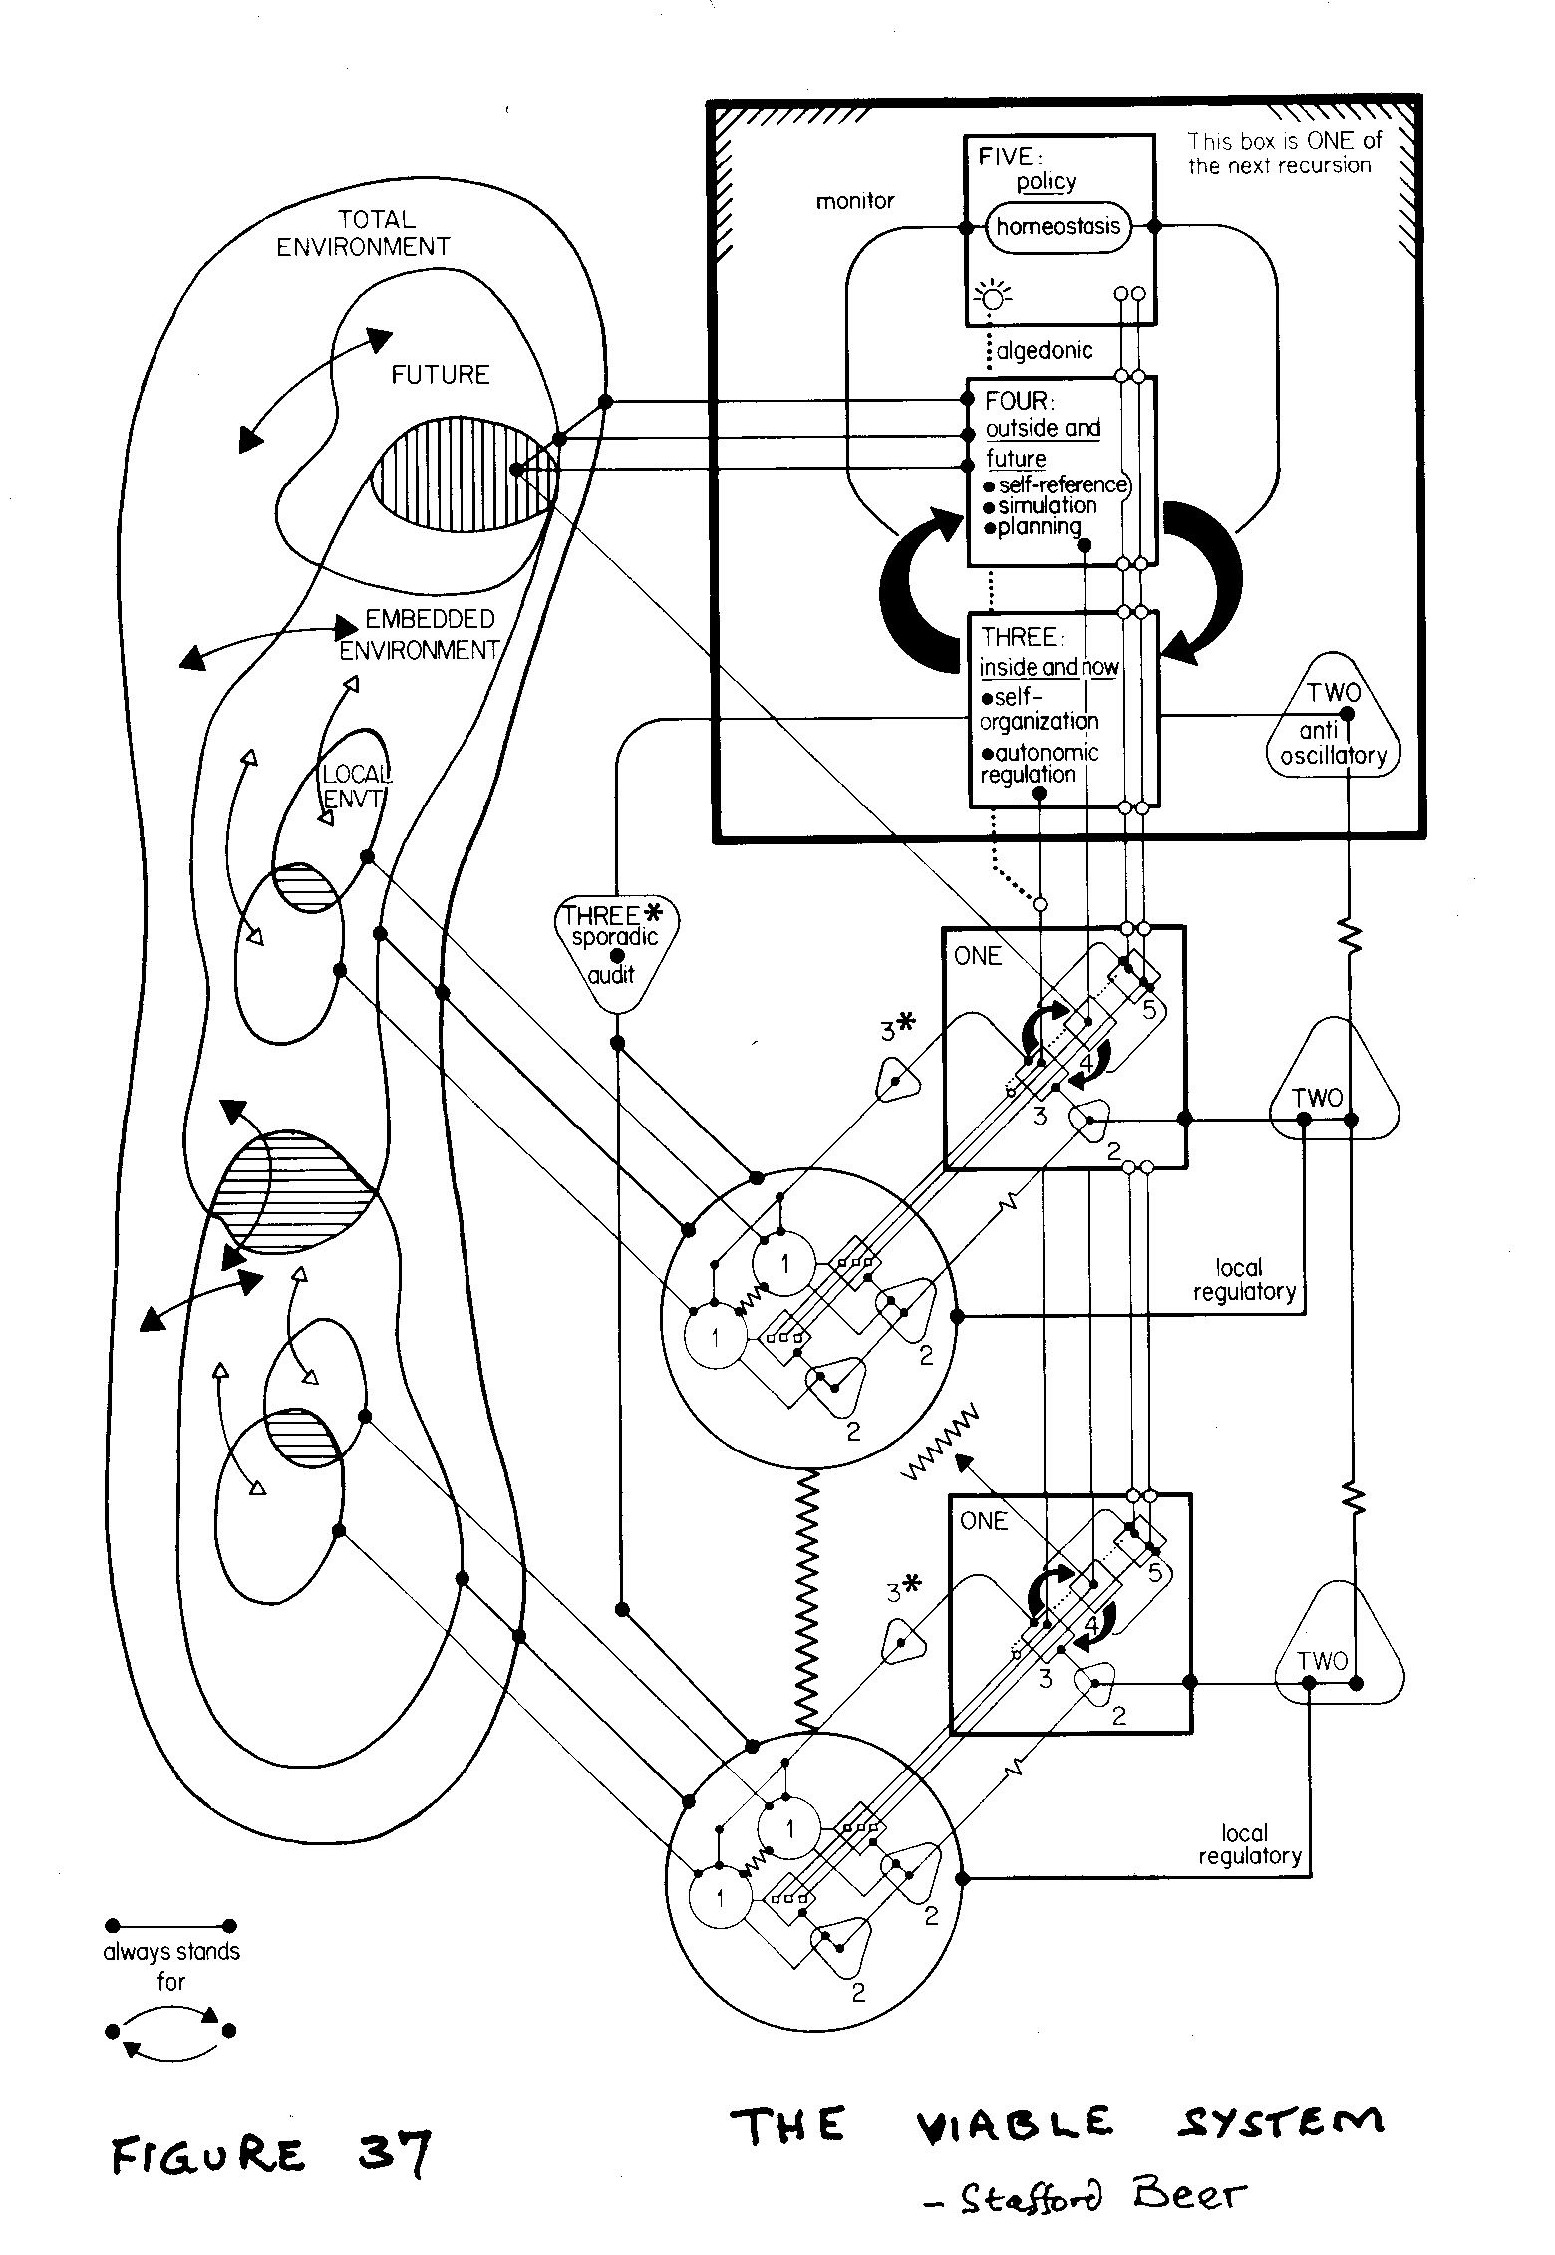 This box is ONE of
the next recursion
FIVE:
policy
homeostasis
monitor
algedonic
TOTAL
ENVIRONMENT
FUTURE
FOUR:
outside and
future
●self-reference
●simulation
●planning
EMBEDDED
ENVIRONMENT
THREE:
inside and now
●self-
organization
●autonomic
regulation
TWO
anti
oscillatory
LOCAL
ENVT
THREE*
sporadic
audit
ONE
5
4
3
2
3*
TWO
1
1
2
2
local
regulatory
ONE
5
4
3
2
3*
TWO
1
1
2
2
local
regulatory
always stands
for
FIGURE 37
THE VIABLE SYSTEM
- Stafford Beer